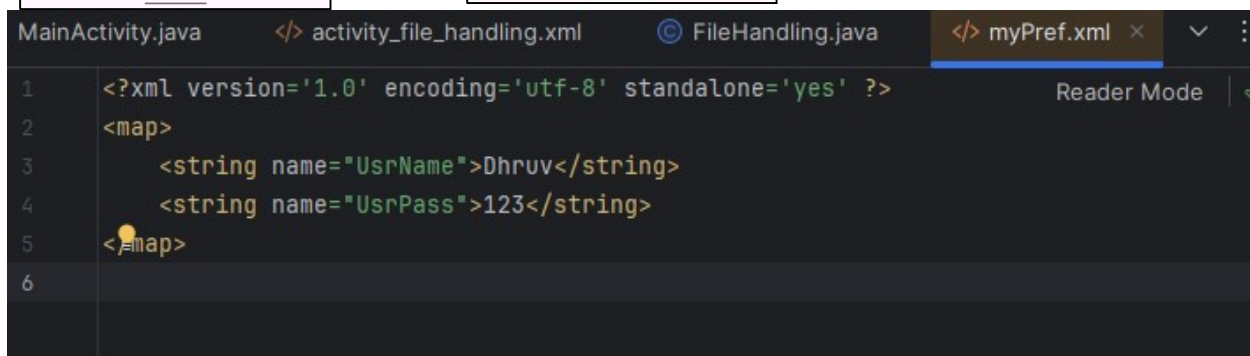 MainActivity.java </> activity_file_handling.xml © FileHandling.java </> myPref.xml ×
1 <?xml version='1.0' encoding='utf-8' standalone='yes' ?> Reader Mode
2 <map>
3 <string name="UsrName">Dhruv</string>
4 <string name="UsrPass">123</string>
5 </map>
6